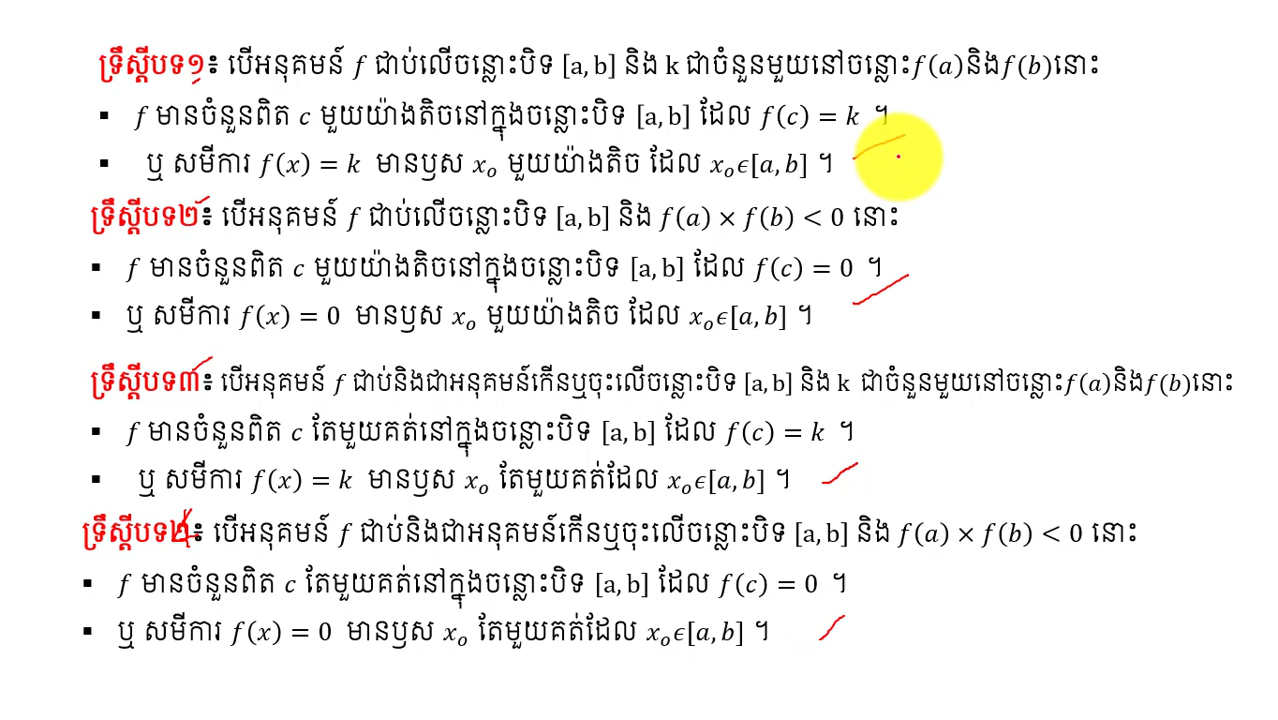 ទ្រឹស្តីបទ១៖ បើអនុគមន៍ f ជាប់លើចន្លោះបិទ [a, b] និង k ជាចំនួនមួយនៅចន្លោះf(a)និងf(b)នោះ
▪ f មានចំនួនពិត c មួយយ៉ាងតិចនៅក្នុងចន្លោះបិទ [a, b] ដែល f(c) = k ។
▪ ឬ សមីការ f(x) = k មានឫស xₒ មួយយ៉ាងតិច ដែល xₒϵ[a, b] ។
ទ្រឹស្តីបទ២៖ បើអនុគមន៍ f ជាប់លើចន្លោះបិទ [a, b] និង f(a) × f(b) < 0 នោះ
▪ f មានចំនួនពិត c មួយយ៉ាងតិចនៅក្នុងចន្លោះបិទ [a, b] ដែល f(c) = 0 ។
▪ ឬ សមីការ f(x) = 0 មានឫស xₒ មួយយ៉ាងតិច ដែល xₒϵ[a, b] ។
ទ្រឹស្តីបទ៣៖ បើអនុគមន៍ f ជាប់និងជាអនុគមន៍កើនឬចុះលើចន្លោះបិទ [a, b] និង k ជាចំនួនមួយនៅចន្លោះf(a)និងf(b)នោះ
▪ f មានចំនួនពិត c តែមួយគត់នៅក្នុងចន្លោះបិទ [a, b] ដែល f(c) = k ។
▪ ឬ សមីការ f(x) = k មានឫស xₒ តែមួយគត់ដែល xₒϵ[a, b] ។
ទ្រឹស្តីបទ៖ បើអនុគមន៍ f ជាប់និងជាអនុគមន៍កើនឬចុះលើចន្លោះបិទ [a, b] និង f(a) × f(b) < 0 នោះ
▪ f មានចំនួនពិត c តែមួយគត់នៅក្នុងចន្លោះបិទ [a, b] ដែល f(c) = 0 ។
▪ ឬ សមីការ f(x) = 0 មានឫស xₒ តែមួយគត់ដែល xₒϵ[a, b] ។